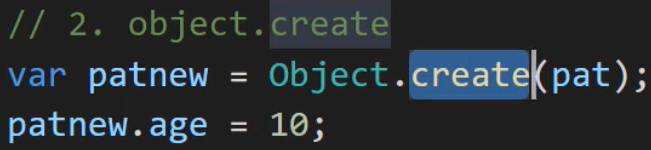 // 2. object.create
var patnew = Object.create(pat);
patnew.age = 10;